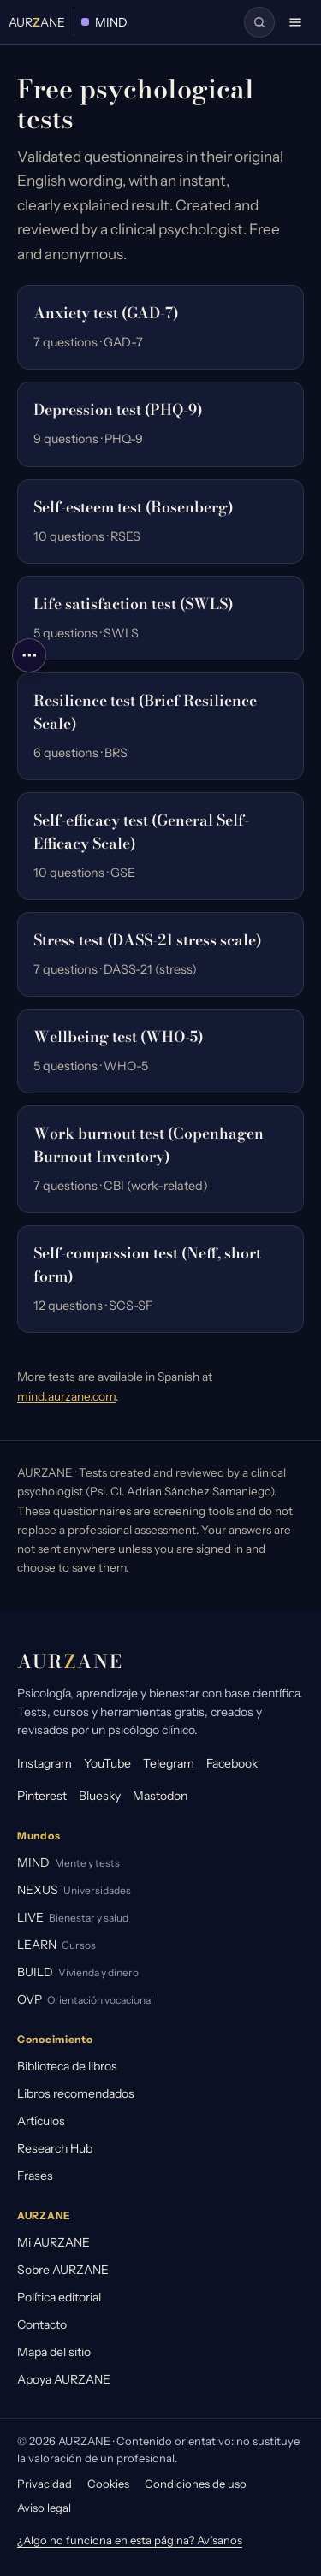 AURZANE MIND
Free psychological
tests
Validated questionnaires in their original
English wording, with an instant,
clearly explained result. Created and
reviewed by a clinical psychologist. Free
and anonymous.
Anxiety test (GAD-7)
7 questions · GAD-7
Depression test (PHQ-9)
9 questions · PHQ-9
Self-esteem test (Rosenberg)
10 questions · RSES
Life satisfaction test (SWLS)
5 questions · SWLS
Resilience test (Brief Resilience
Scale)
6 questions · BRS
Self-efficacy test (General Self-
Efficacy Scale)
10 questions · GSE
Stress test (DASS-21 stress scale)
7 questions · DASS-21 (stress)
Wellbeing test (WHO-5)
5 questions · WHO-5
Work burnout test (Copenhagen
Burnout Inventory)
7 questions · CBI (work-related)
Self-compassion test (Neff, short
form)
12 questions · SCS-SF
More tests are available in Spanish at
mind.aurzane.com.
AURZANE · Tests created and reviewed by a clinical
psychologist (Psi. Cl. Adrian Sánchez Samaniego).
These questionnaires are screening tools and do not
replace a professional assessment. Your answers are
not sent anywhere unless you are signed in and
choose to save them.
AURZANE
Psicología, aprendizaje y bienestar con base científica.
Tests, cursos y herramientas gratis, creados y
revisados por un psicólogo clínico.
Instagram YouTube Telegram Facebook
Pinterest Bluesky Mastodon
Mundos
MIND Mente y tests
NEXUS Universidades
LIVE Bienestar y salud
LEARN Cursos
BUILD Vivienda y dinero
OVP Orientación vocacional
Conocimiento
Biblioteca de libros
Libros recomendados
Artículos
Research Hub
Frases
AURZANE
Mi AURZANE
Sobre AURZANE
Política editorial
Contacto
Mapa del sitio
Apoya AURZANE
© 2026 AURZANE · Contenido orientativo: no sustituye
la valoración de un profesional.
Privacidad Cookies Condiciones de uso
Aviso legal
¿Algo no funciona en esta página? Avísanos